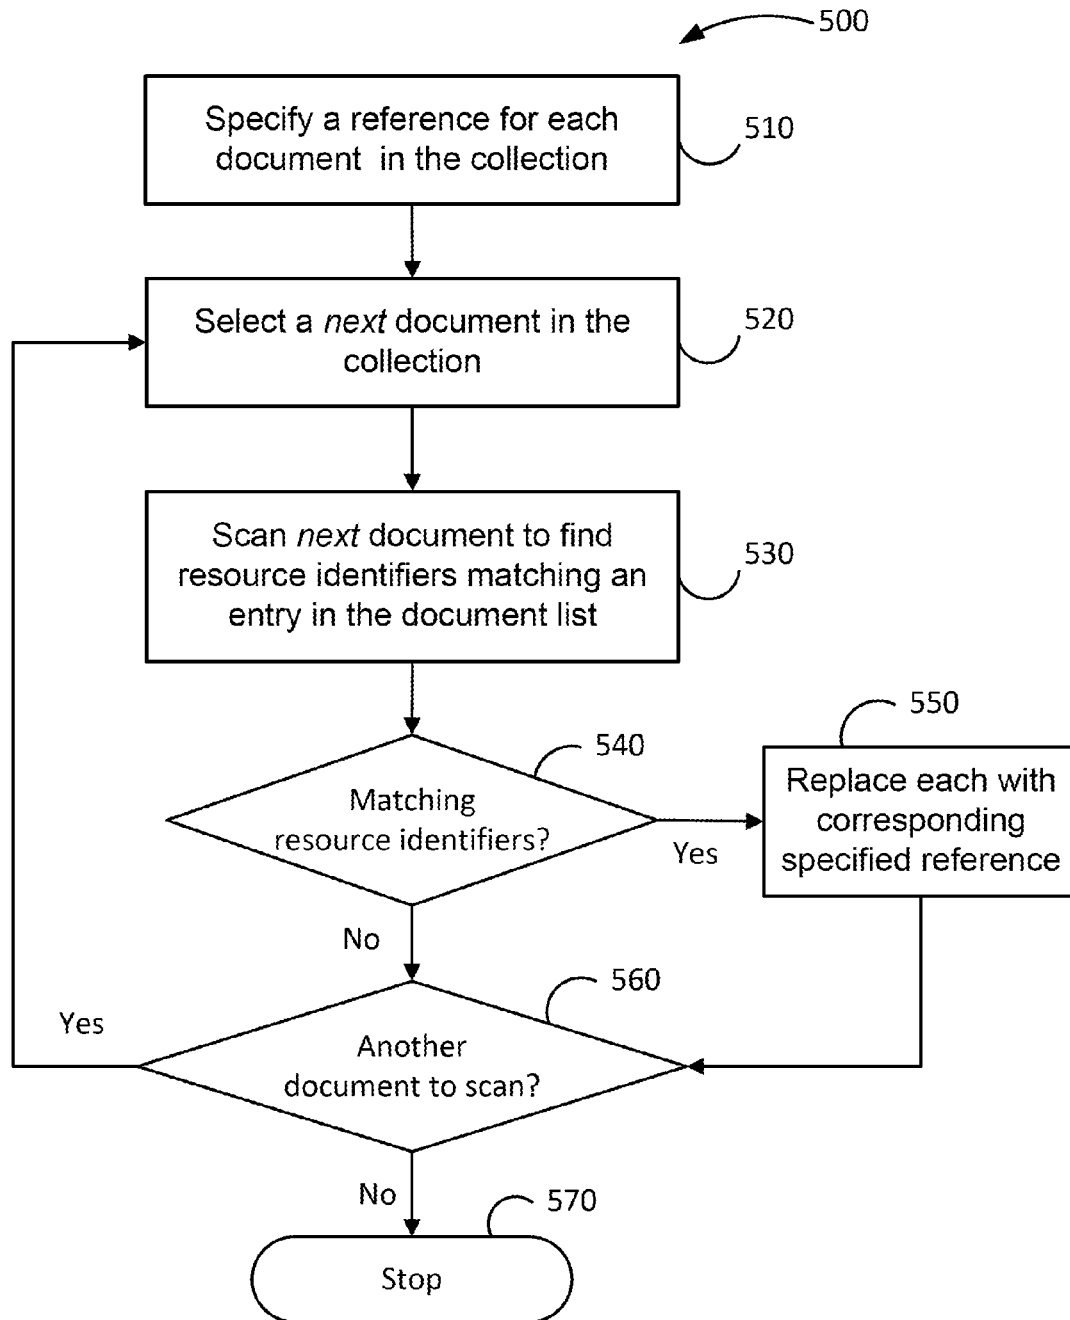 500
Specify a reference for each
document in the collection
510
Select a next document in the
collection
520
Scan next document to find
resource identifiers matching an
entry in the document list
530
540
Matching
resource identifiers?
Yes
550
Replace each with
corresponding
specified reference
No
560
Yes
Another
document to scan?
No
570
Stop